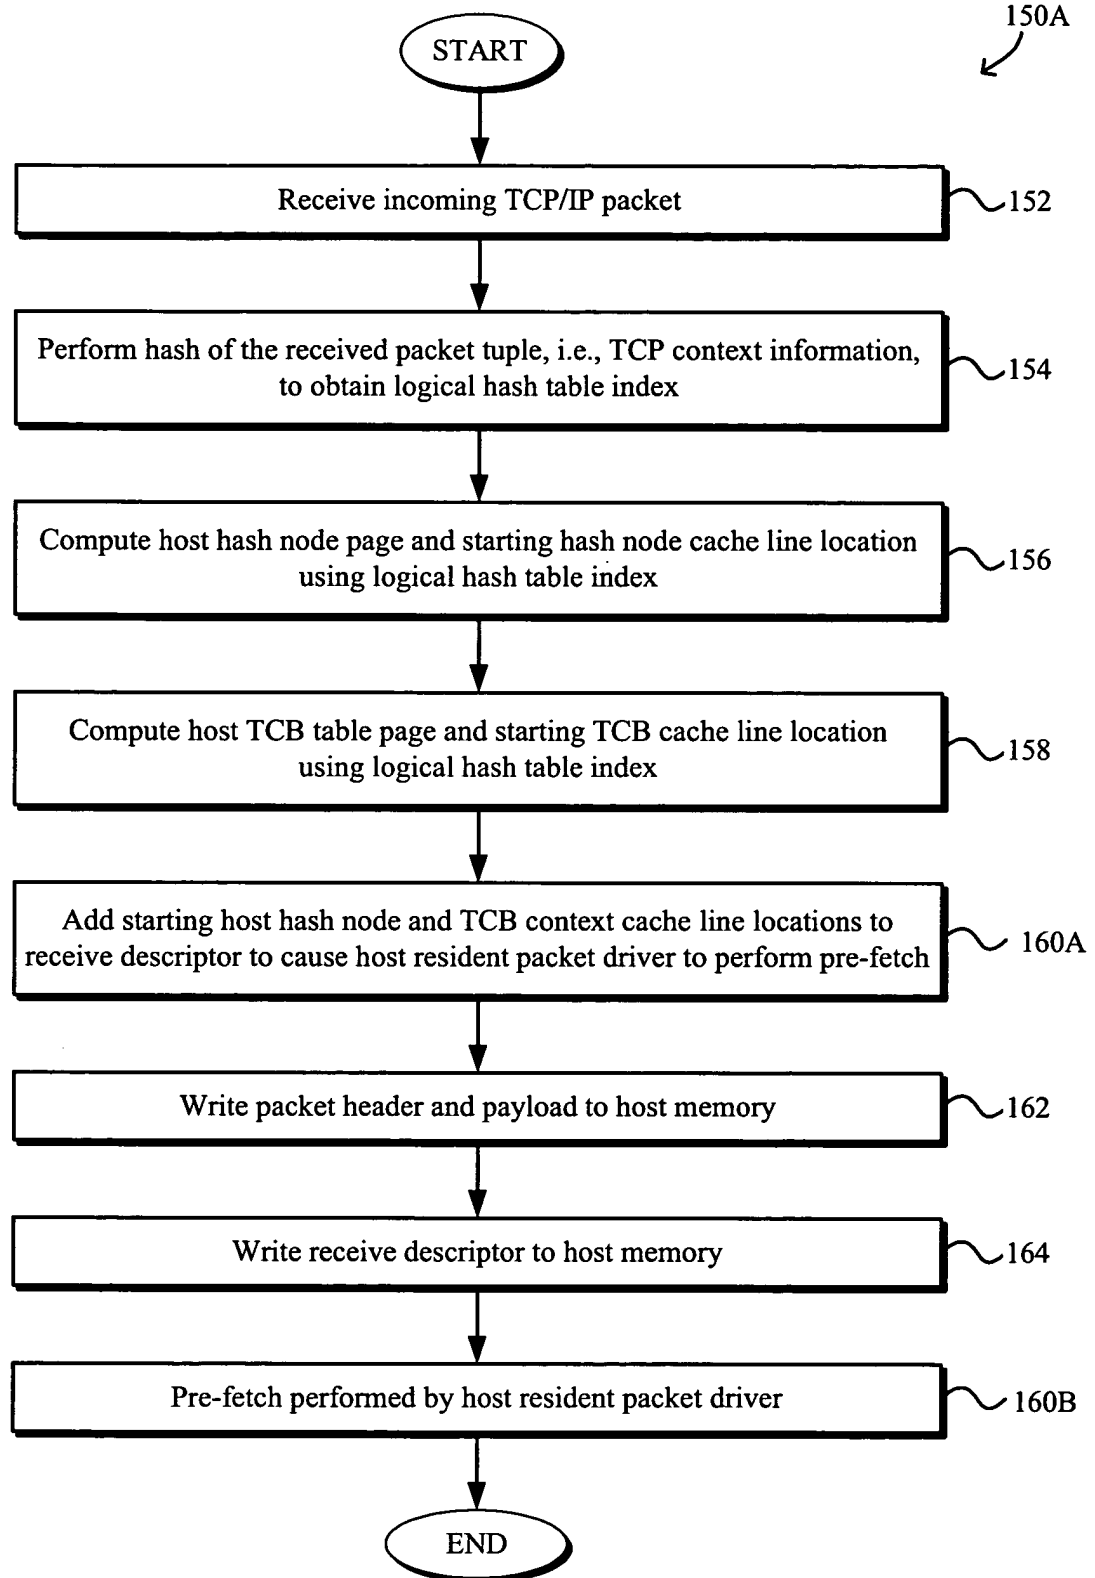 150A
START
Receive incoming TCP/IP packet
152
Perform hash of the received packet tuple, i.e., TCP context information,
to obtain logical hash table index
154
Compute host hash node page and starting hash node cache line location
using logical hash table index
156
Compute host TCB table page and starting TCB cache line location
using logical hash table index
158
Add starting host hash node and TCB context cache line locations to
receive descriptor to cause host resident packet driver to perform pre-fetch
160A
Write packet header and payload to host memory
162
Write receive descriptor to host memory
164
Pre-fetch performed by host resident packet driver
160B
END